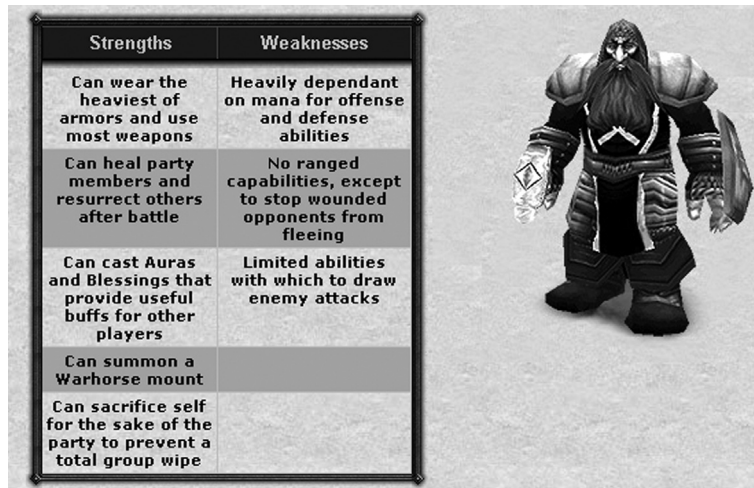 Strengths
Weaknesses
Can wear the
heaviest of
armors and use
most weapons
Heavily dependant
on mana for offense
and defense
abilities
Can heal party
members and
resurrect others
after battle
No ranged
capabilities, except
to stop wounded
opponents from
fleeing
Can cast Auras
and Blessings that
provide useful
buffs for other
players
Limited abilities
with which to draw
enemy attacks
Can summon a
Warhorse mount
Can sacrifice self
for the sake of the
party to prevent a
total group wipe